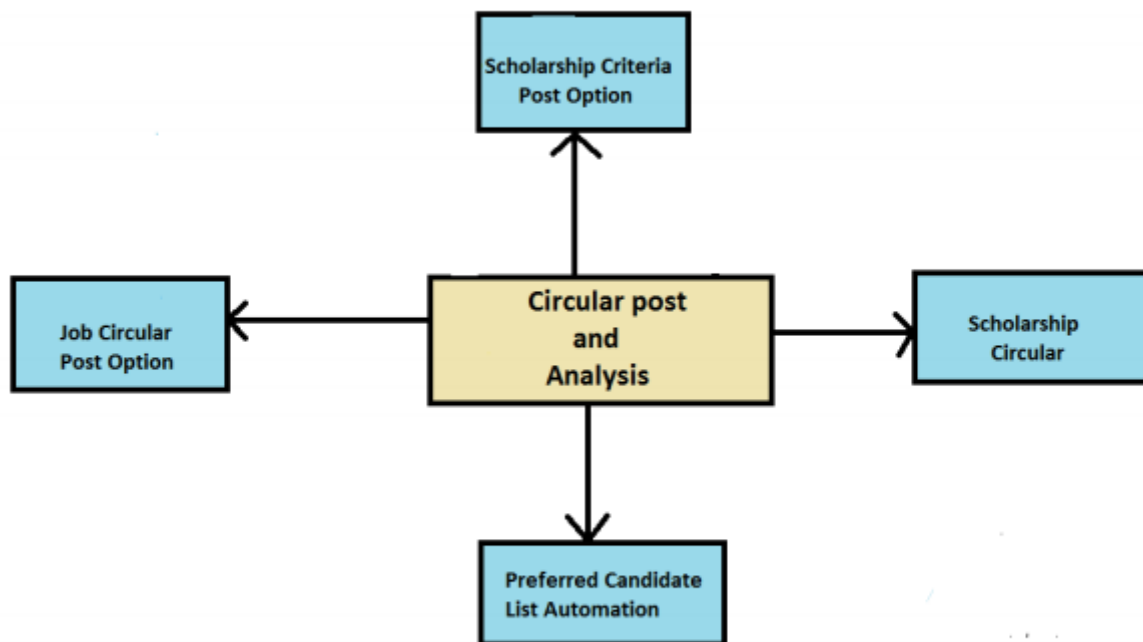 Scholarship Criteria
Post Option
Circular post
and
Analysis
Job Circular
Post Option
Scholarship
Circular
Preferred Candidate
List Automation